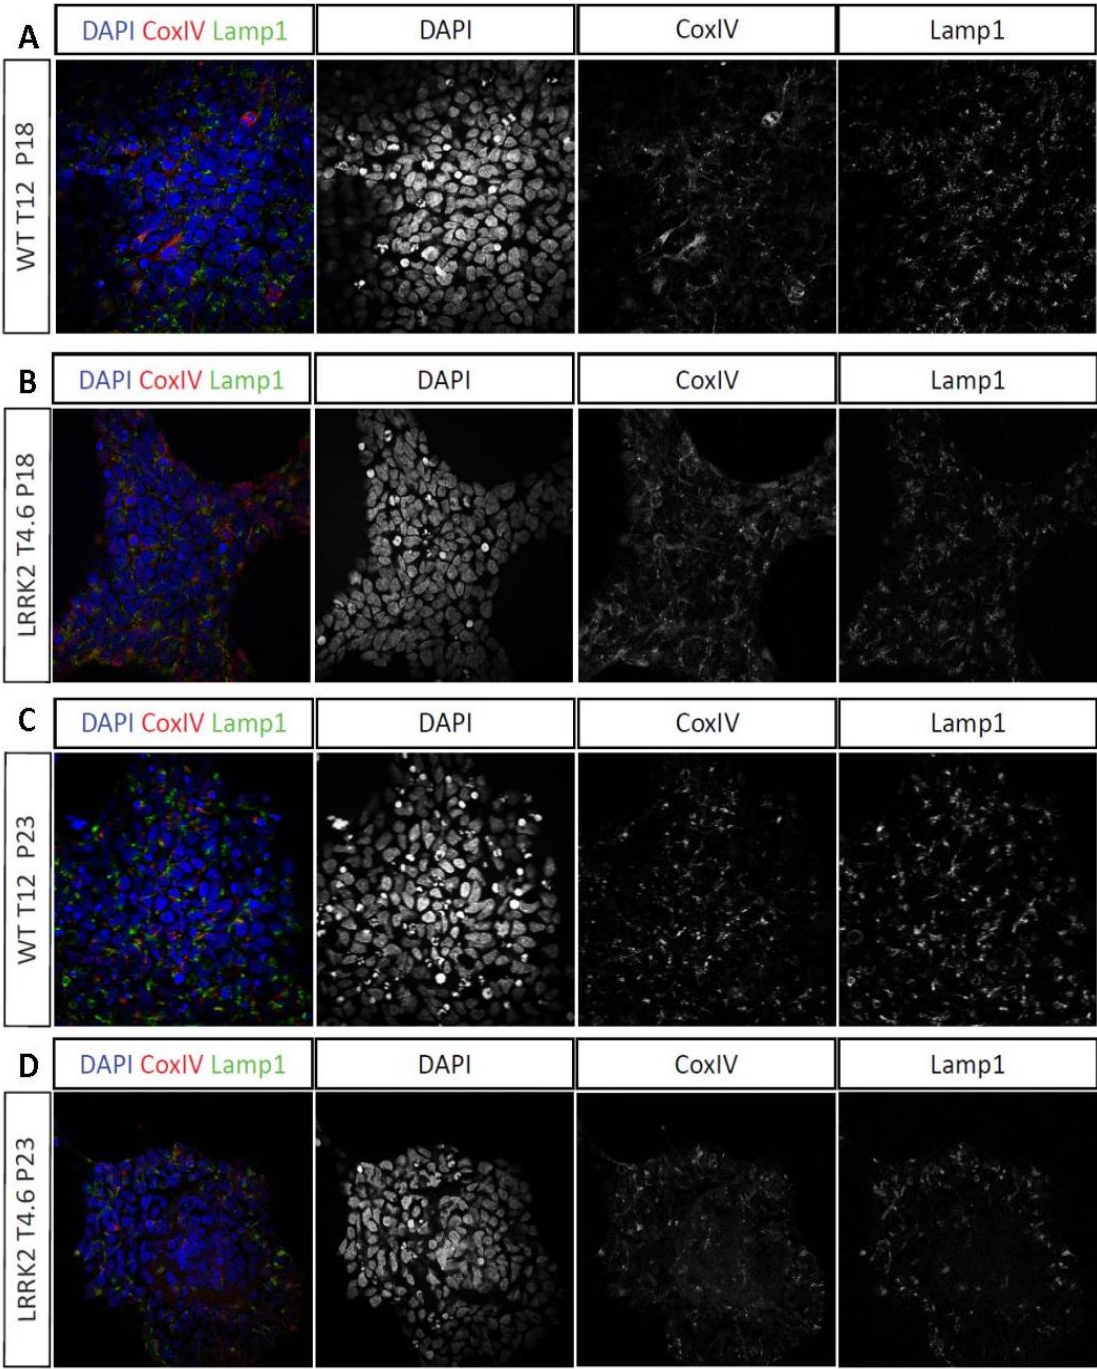 A
DAPI CoxIV Lamp1
DAPI
CoxIV
Lamp1
WT T12 P18
B
DAPI CoxIV Lamp1
DAPI
CoxIV
Lamp1
LRRK2 T4.6 P18
C
DAPI CoxIV Lamp1
DAPI
CoxIV
Lamp1
WT T12 P23
D
DAPI CoxIV Lamp1
DAPI
CoxIV
Lamp1
LRRK2 T4.6 P23